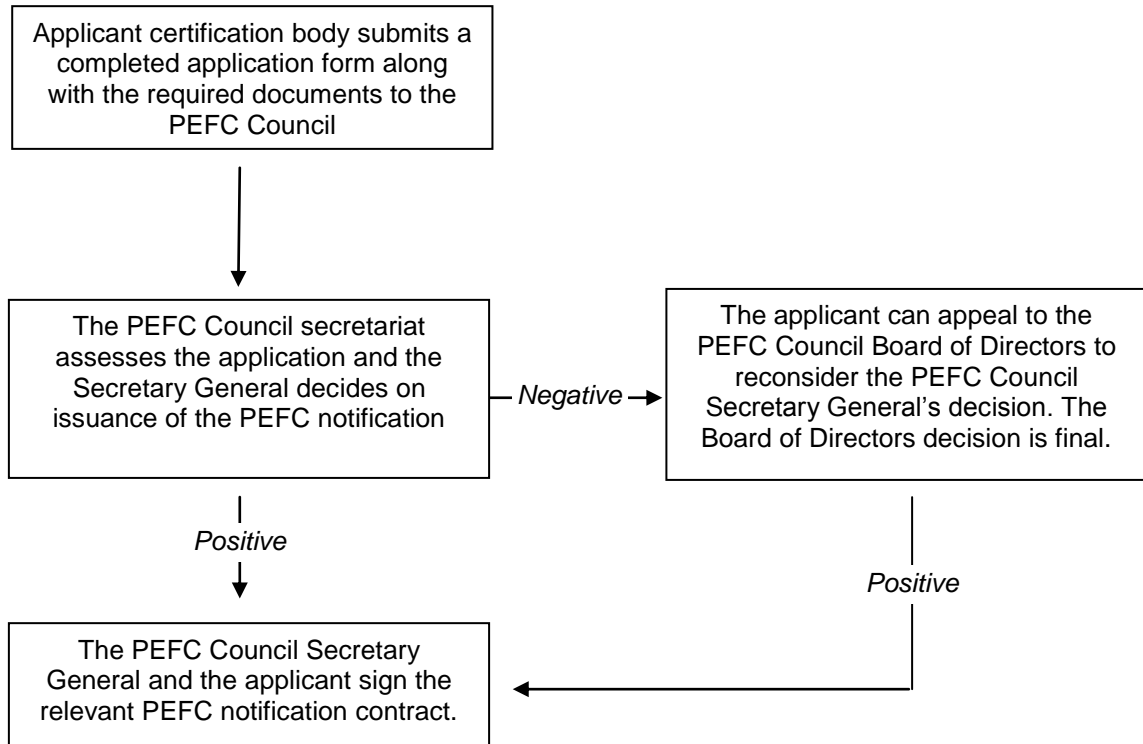 Applicant certification body submits a
completed application form along
with the required documents to the
PEFC Council
The PEFC Council secretariat
assesses the application and the
Secretary General decides on
issuance of the PEFC notification
Negative
The applicant can appeal to the
PEFC Council Board of Directors to
reconsider the PEFC Council
Secretary General’s decision. The
Board of Directors decision is final.
Positive
Positive
The PEFC Council Secretary
General and the applicant sign the
relevant PEFC notification contract.